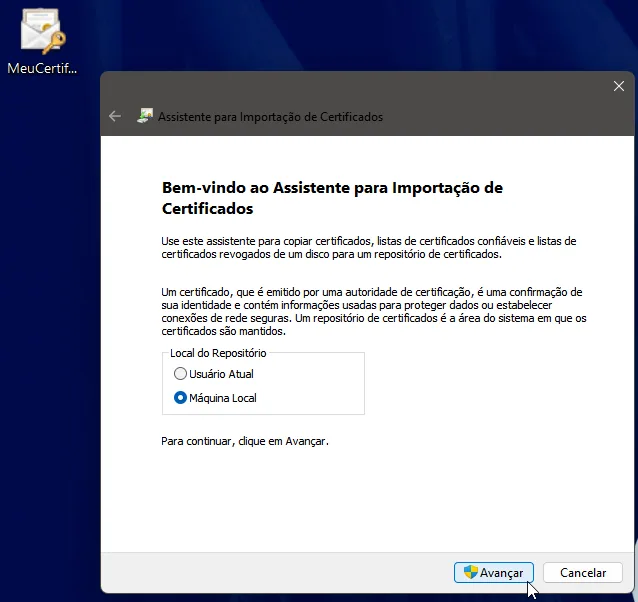 MeuCertif...
Assistente para Importação de Certificados
Bem-vindo ao Assistente para Importação de
Certificados
Use este assistente para copiar certificados, listas de certificados confiáveis e listas de
certificados revogados de um disco para um repositório de certificados.
Um certificado, que é emitido por uma autoridade de certificação, é uma confirmação de
sua identidade e contém informações usadas para proteger dados ou estabelecer
conexões de rede seguras. Um repositório de certificados é a área do sistema em que os
certificados são mantidos.
Local do Repositório
Usuário Atual
Máquina Local
Para continuar, clique em Avançar.
Avançar
Cancelar